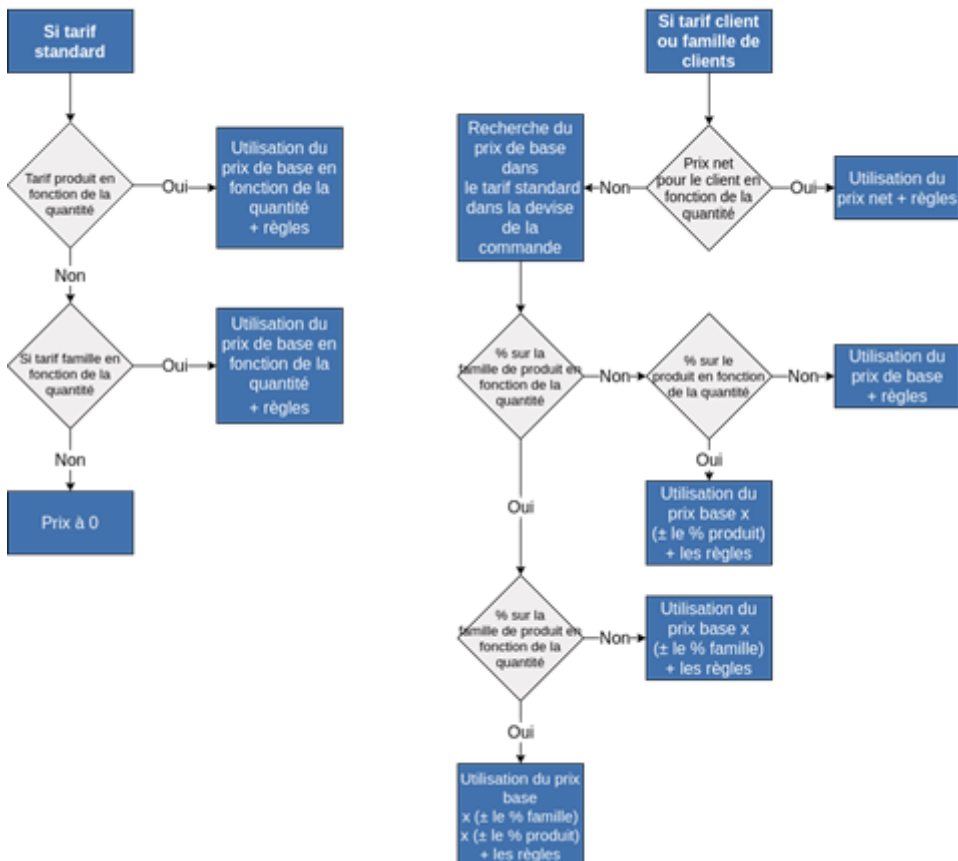 Si tarif
standard
Tarif produit en
fonction de la
quantité
Oui
Utilisation du
prix de base en
fonction de la
quantité
+ règles
Non
Si tarif famille en
fonction de la
quantité
Oui
Utilisation du
prix de base en
fonction de la
quantité
+ règles
Non
Prix à 0
Si tarif client
ou famille de
clients
Prix net
pour le client en
fonction de la
quantité
Oui
Utilisation du
prix net + règles
Non
Recherche du
prix de base
dans
le tarif standard
dans la devise
de la
commande
% sur la
famille de produit en
fonction de la
quantité
Non
% sur le
produit en fonction
de la quantité
Non
Utilisation du
prix de base
+ règles
Oui
Utilisation du
prix base x
(± le % produit)
+ les règles
Oui
% sur la
famille de produit en
fonction de la
quantité
Non
Utilisation du
prix base x
(± le % famille)
+ les règles
Oui
Utilisation du prix
base
x (± le % famille)
x (± le % produit)
+ les règles